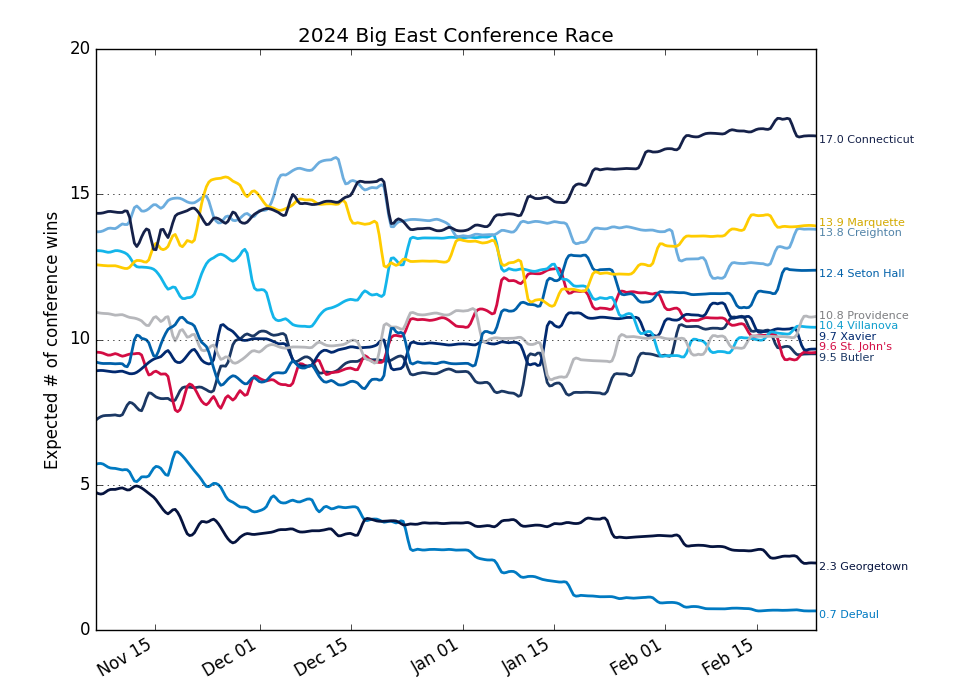 2024 Big East Conference Race
Expected # of conference wins
20
15
10
5
0
17.0 Connecticut
13.9 Marquette
13.8 Creighton
12.4 Seton Hall
10.8 Providence
10.4 Villanova
9.7 Xavier
9.6 St. John's
9.5 Butler
2.3 Georgetown
0.7 DePaul
Nov 15
Dec 01
Dec 15
Jan 01
Jan 15
Feb 01
Feb 15